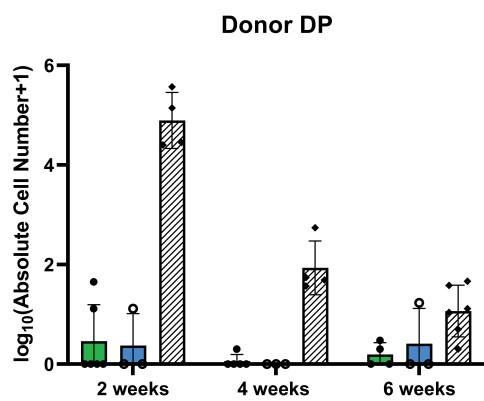 Donor DP
log10(Absolute Cell Number+1)
6
4
2
0
2 weeks
4 weeks
6 weeks